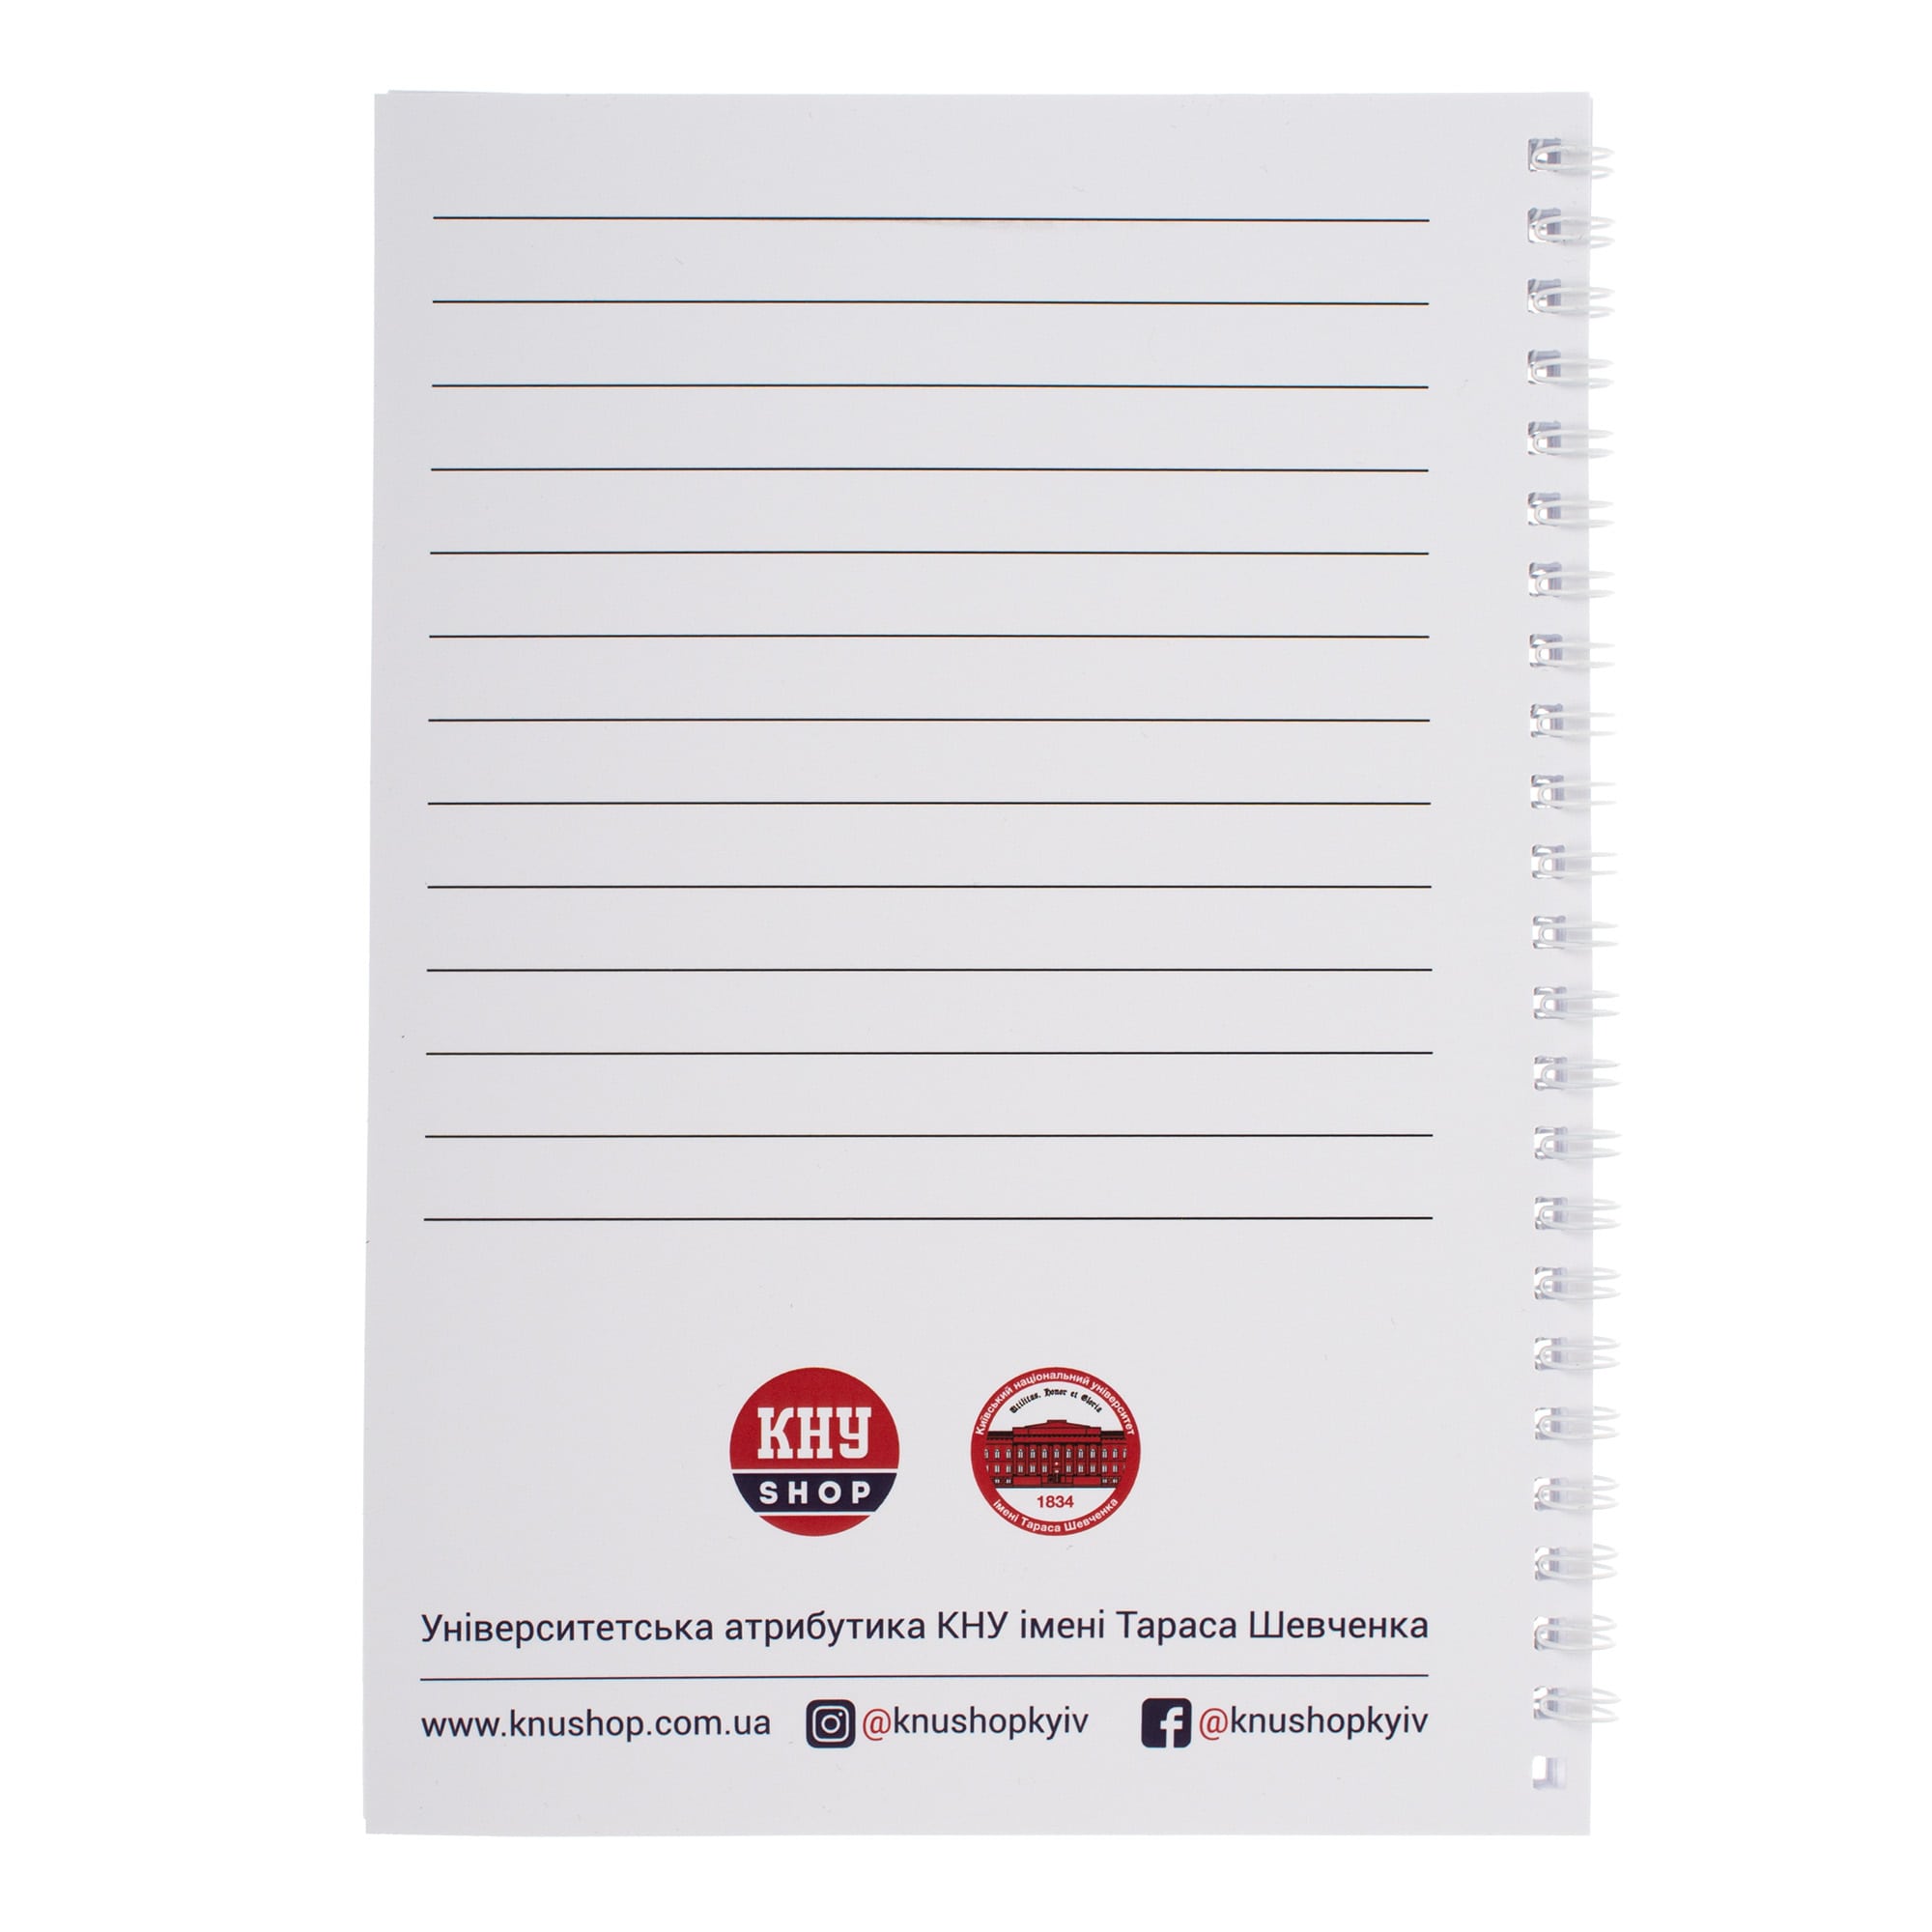 КНУ
SHOP
Київський національний університет
Utilitas, Honor et Gloria
1834
імені Тараса Шевченка
Університетська атрибутика КНУ імені Тараса Шевченка
www.knushop.com.ua @knushopkyiv @knushopkyiv